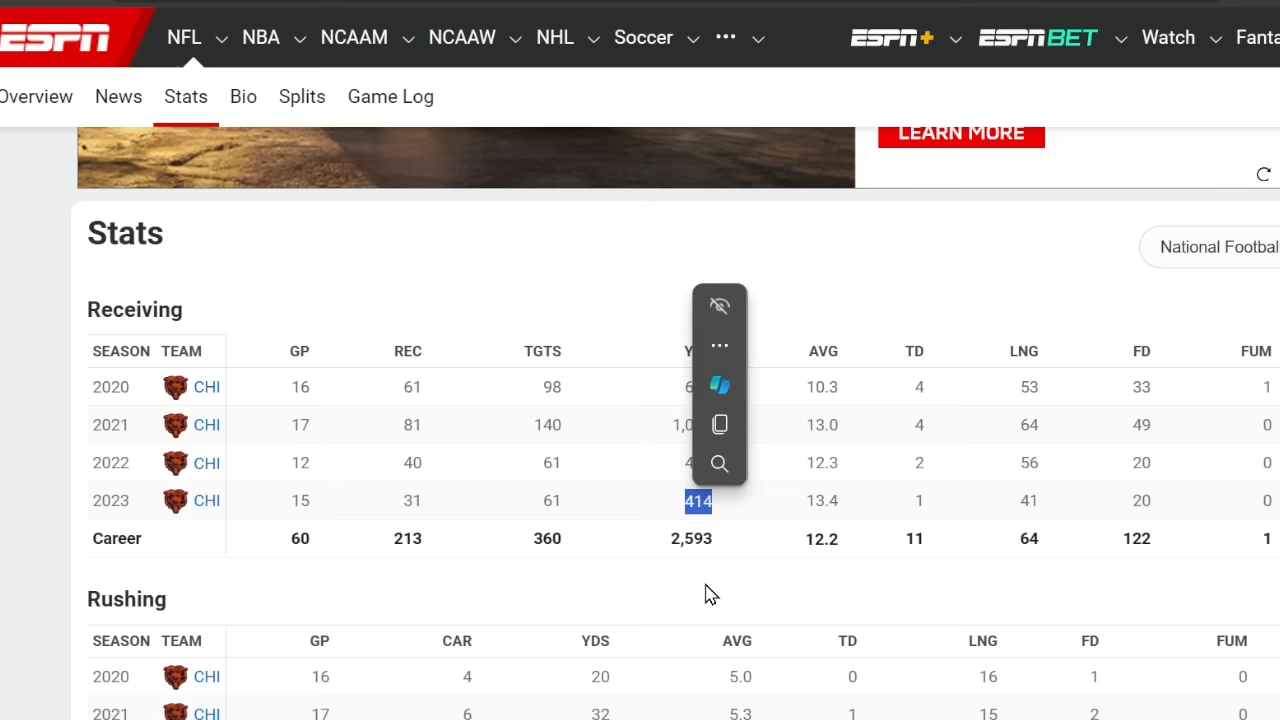 ESPN NFL NBA NCAAM NCAAW NHL Soccer ••• ESPN+ ESPN BET Watch Fanta
Overview News Stats Bio Splits Game Log
LEARN MORE
Stats
National Footbal
Receiving
SEASON TEAM GP REC TGTS Y AVG TD LNG FD FUM
2020 CHI 16 61 98 6 10.3 4 53 33 1
2021 CHI 17 81 140 1,0 13.0 4 64 49 0
2022 CHI 12 40 61 4 12.3 2 56 20 0
2023 CHI 15 31 61 414 13.4 1 41 20 0
Career 60 213 360 2,593 12.2 11 64 122 1
Rushing
SEASON TEAM GP CAR YDS AVG TD LNG FD FUM
2020 CHI 16 4 20 5.0 0 16 1 0
2021 CHI 17 6 32 5.3 1 15 2 0